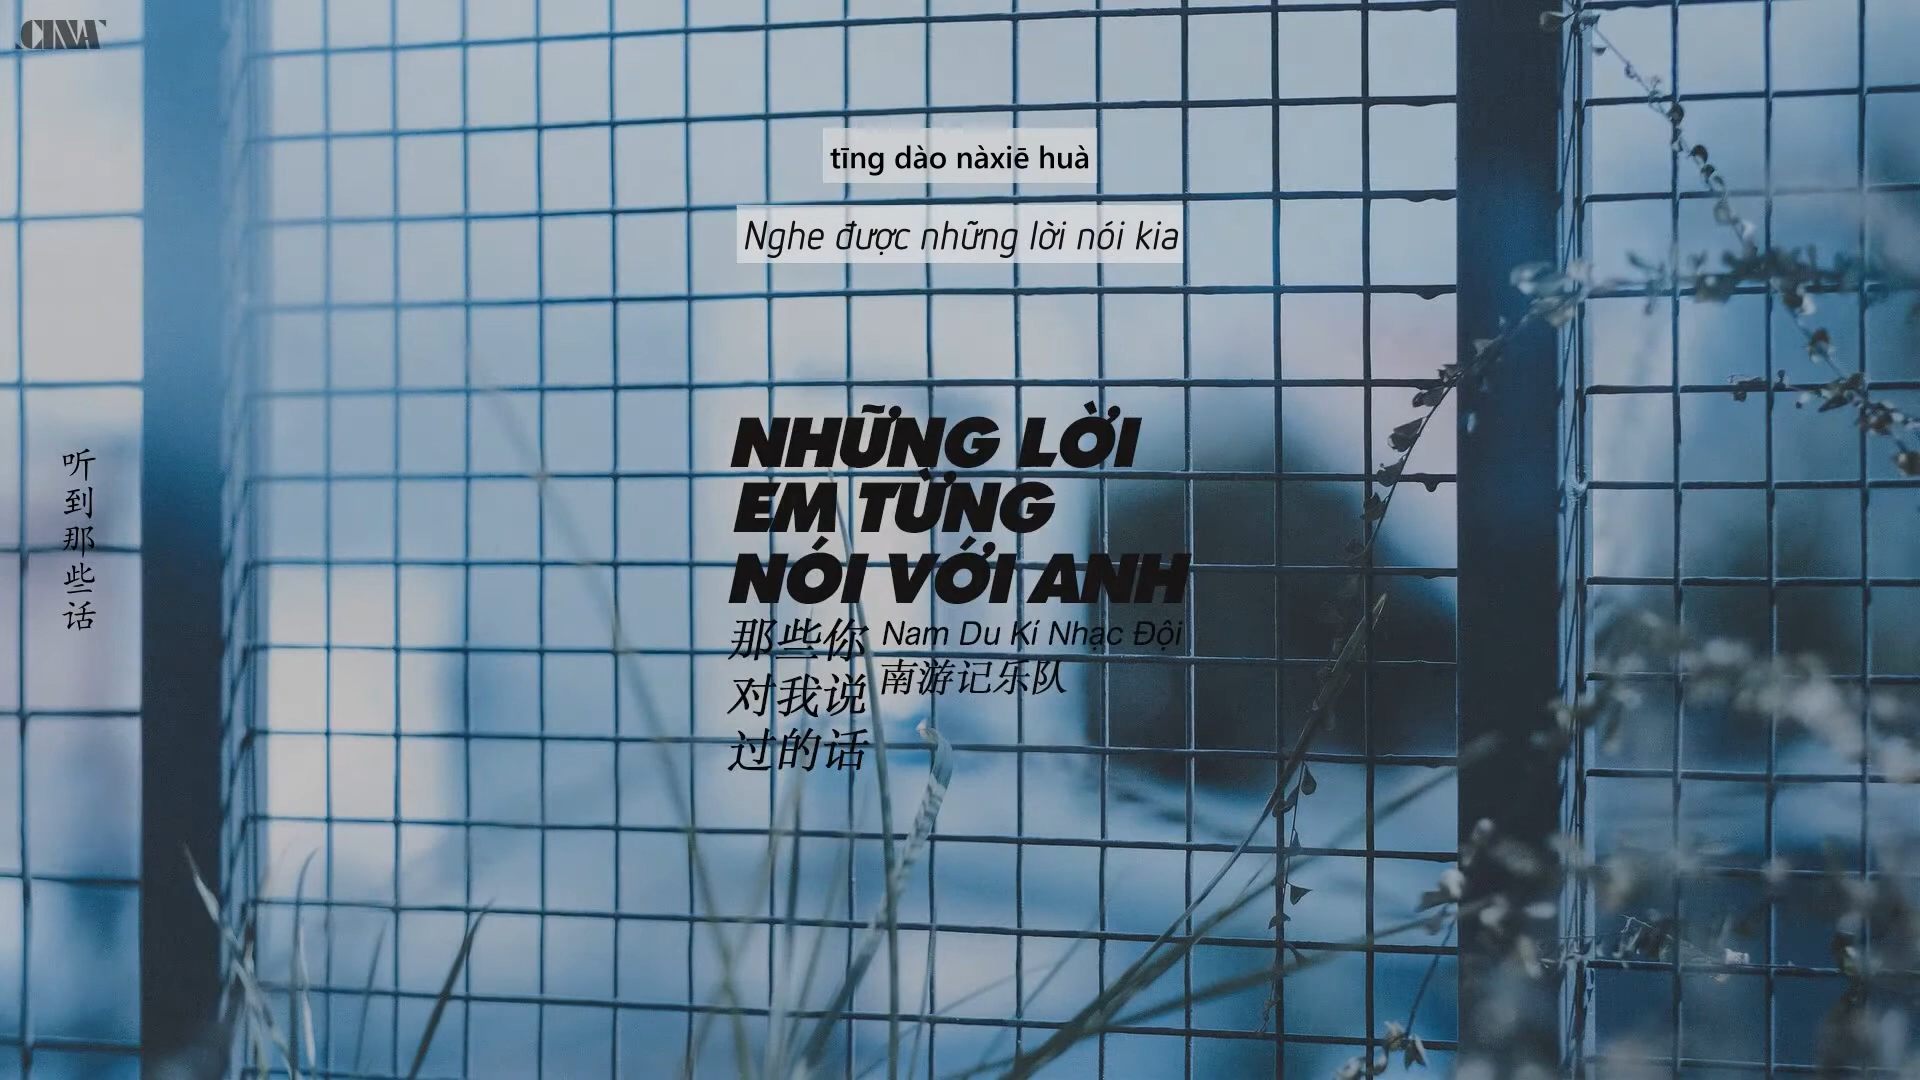 CINA
tīng dào nàxiē huà
Nghe được những lời nói kia
听到那些话
NHỮNG LỜI
EM TỪNG
NÓI VỚI ANH
那些你
对我说
过的话
Nam Du Kí Nhạc Đội
南游记乐队